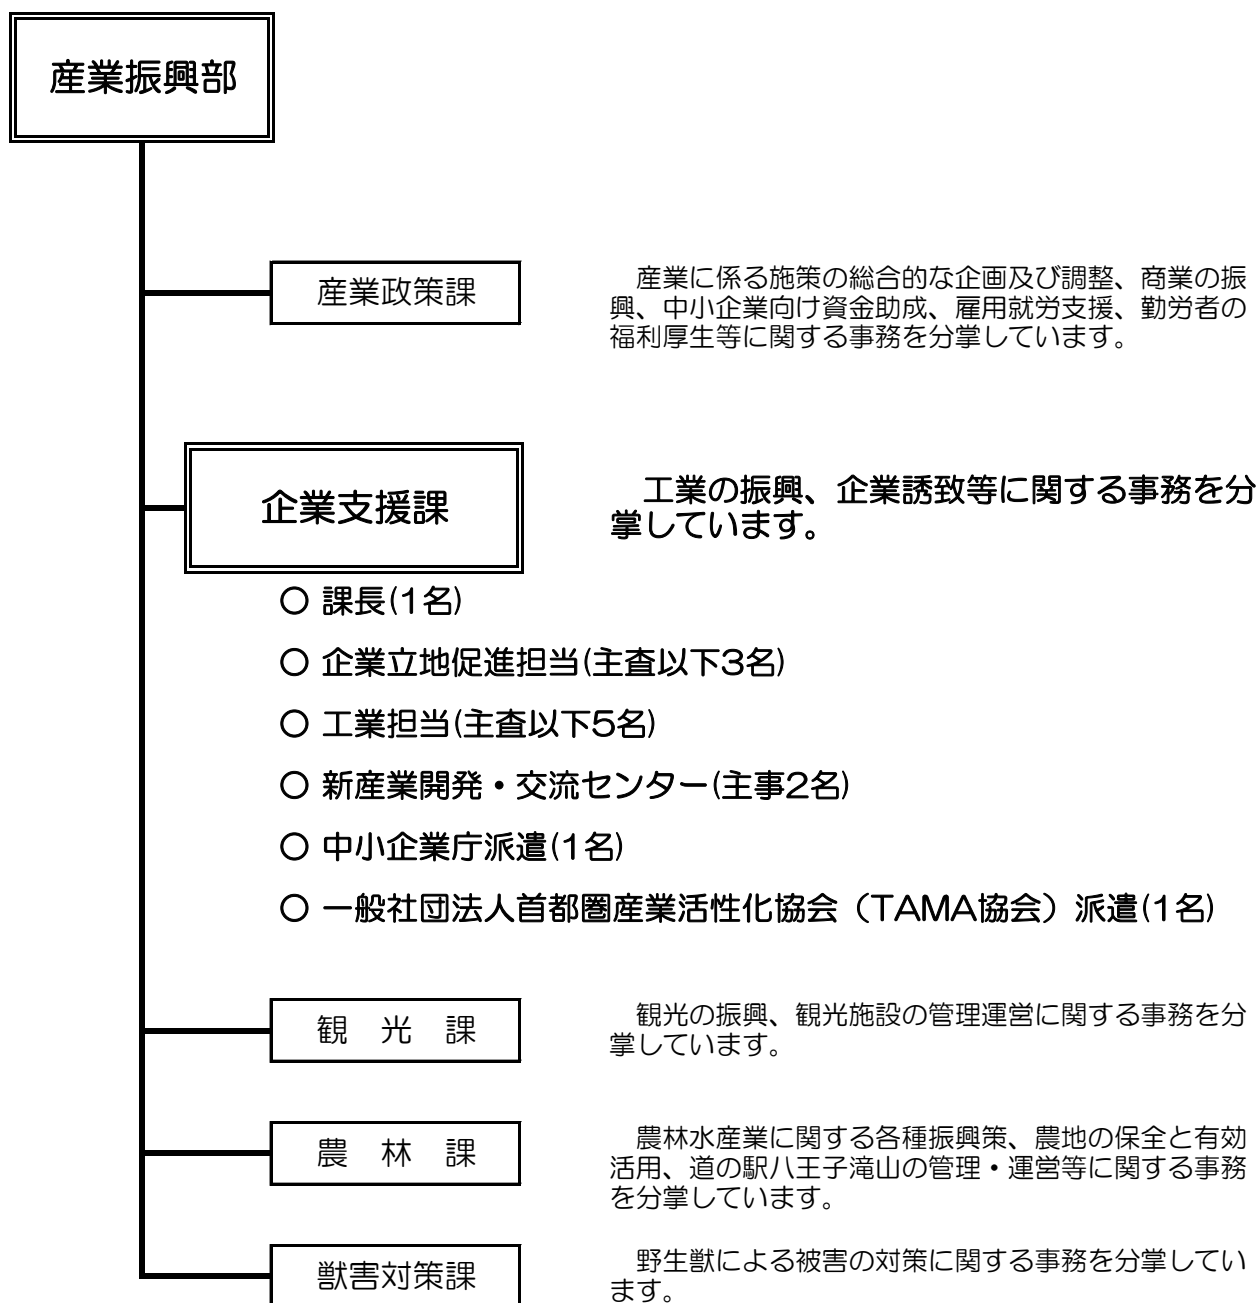 産業振興部
産業政策課
産業に係る施策の総合的な企画及び調整、商業の振
興、中小企業向け資金助成、雇用就労支援、勤労者の
福利厚生等に関する事務を分掌しています。
企業支援課
工業の振興、企業誘致等に関する事務を分
掌しています。
〇 課長(1名)
〇 企業立地促進担当(主査以下3名)
〇 工業担当(主査以下5名)
〇 新産業開発・交流センター(主事2名)
〇 中小企業庁派遣(1名)
〇 一般社団法人首都圏産業活性化協会（TAMA協会）派遣(1名)
観　光　課
観光の振興、観光施設の管理運営に関する事務を分
掌しています。
農　林　課
農林水産業に関する各種振興策、農地の保全と有効
活用、道の駅八王子滝山の管理・運営等に関する事務
を分掌しています。
獣害対策課
野生獣による被害の対策に関する事務を分掌してい
ます。